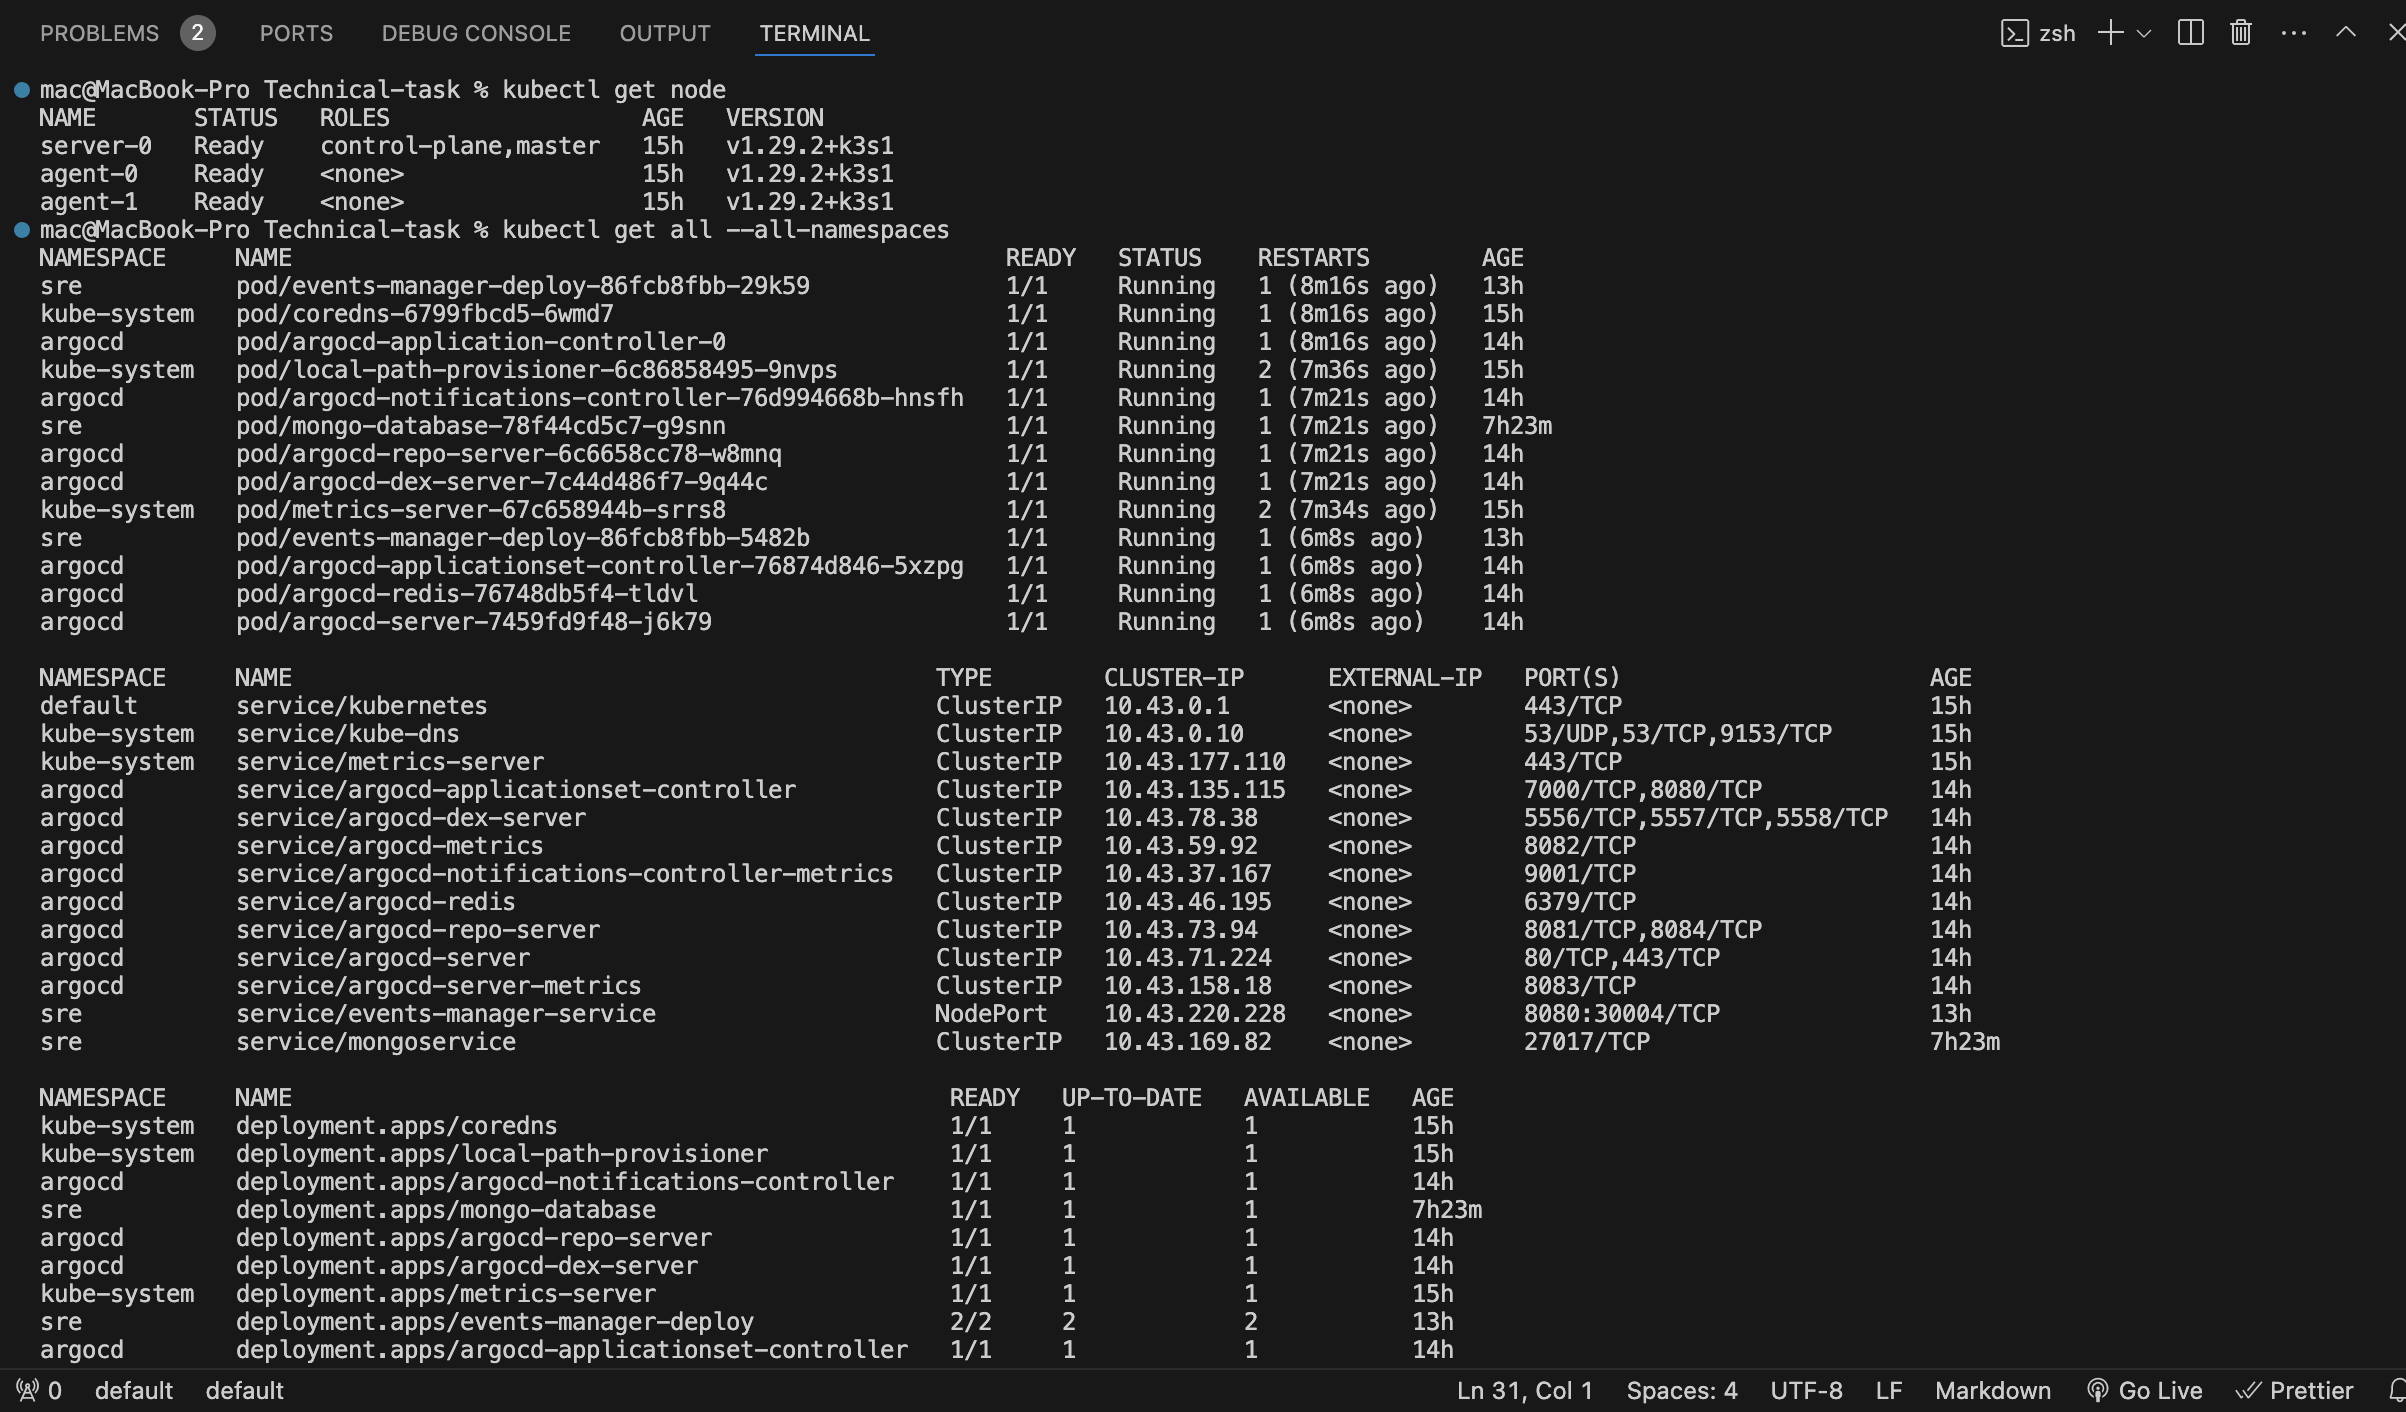 PROBLEMS 2 PORTS DEBUG CONSOLE OUTPUT TERMINAL zsh
mac@MacBook-Pro Technical-task % kubectl get node
NAME STATUS ROLES AGE VERSION
server-0 Ready control-plane,master 15h v1.29.2+k3s1
agent-0 Ready <none> 15h v1.29.2+k3s1
agent-1 Ready <none> 15h v1.29.2+k3s1
mac@MacBook-Pro Technical-task % kubectl get all --all-namespaces
NAMESPACE NAME READY STATUS RESTARTS AGE
sre pod/events-manager-deploy-86fcb8fbb-29k59 1/1 Running 1 (8m16s ago) 13h
kube-system pod/coredns-6799fbcd5-6wmd7 1/1 Running 1 (8m16s ago) 15h
argocd pod/argocd-application-controller-0 1/1 Running 1 (8m16s ago) 14h
kube-system pod/local-path-provisioner-6c86858495-9nvps 1/1 Running 2 (7m36s ago) 15h
argocd pod/argocd-notifications-controller-76d994668b-hnsfh 1/1 Running 1 (7m21s ago) 14h
sre pod/mongo-database-78f44cd5c7-g9snn 1/1 Running 1 (7m21s ago) 7h23m
argocd pod/argocd-repo-server-6c6658cc78-w8mnq 1/1 Running 1 (7m21s ago) 14h
argocd pod/argocd-dex-server-7c44d486f7-9q44c 1/1 Running 1 (7m21s ago) 14h
kube-system pod/metrics-server-67c658944b-srrs8 1/1 Running 2 (7m34s ago) 15h
sre pod/events-manager-deploy-86fcb8fbb-5482b 1/1 Running 1 (6m8s ago) 13h
argocd pod/argocd-applicationset-controller-76874d846-5xzpg 1/1 Running 1 (6m8s ago) 14h
argocd pod/argocd-redis-76748db5f4-tldvl 1/1 Running 1 (6m8s ago) 14h
argocd pod/argocd-server-7459fd9f48-j6k79 1/1 Running 1 (6m8s ago) 14h
NAMESPACE NAME TYPE CLUSTER-IP EXTERNAL-IP PORT(S) AGE
default service/kubernetes ClusterIP 10.43.0.1 <none> 443/TCP 15h
kube-system service/kube-dns ClusterIP 10.43.0.10 <none> 53/UDP,53/TCP,9153/TCP 15h
kube-system service/metrics-server ClusterIP 10.43.177.110 <none> 443/TCP 15h
argocd service/argocd-applicationset-controller ClusterIP 10.43.135.115 <none> 7000/TCP,8080/TCP 14h
argocd service/argocd-dex-server ClusterIP 10.43.78.38 <none> 5556/TCP,5557/TCP,5558/TCP 14h
argocd service/argocd-metrics ClusterIP 10.43.59.92 <none> 8082/TCP 14h
argocd service/argocd-notifications-controller-metrics ClusterIP 10.43.37.167 <none> 9001/TCP 14h
argocd service/argocd-redis ClusterIP 10.43.46.195 <none> 6379/TCP 14h
argocd service/argocd-repo-server ClusterIP 10.43.73.94 <none> 8081/TCP,8084/TCP 14h
argocd service/argocd-server ClusterIP 10.43.71.224 <none> 80/TCP,443/TCP 14h
argocd service/argocd-server-metrics ClusterIP 10.43.158.18 <none> 8083/TCP 14h
sre service/events-manager-service NodePort 10.43.220.228 <none> 8080:30004/TCP 13h
sre service/mongoservice ClusterIP 10.43.169.82 <none> 27017/TCP 7h23m
NAMESPACE NAME READY UP-TO-DATE AVAILABLE AGE
kube-system deployment.apps/coredns 1/1 1 1 15h
kube-system deployment.apps/local-path-provisioner 1/1 1 1 15h
argocd deployment.apps/argocd-notifications-controller 1/1 1 1 14h
sre deployment.apps/mongo-database 1/1 1 1 7h23m
argocd deployment.apps/argocd-repo-server 1/1 1 1 14h
argocd deployment.apps/argocd-dex-server 1/1 1 1 14h
kube-system deployment.apps/metrics-server 1/1 1 1 15h
sre deployment.apps/events-manager-deploy 2/2 2 2 13h
argocd deployment.apps/argocd-applicationset-controller 1/1 1 1 14h
0 default default Ln 31, Col 1 Spaces: 4 UTF-8 LF Markdown Go Live Prettier